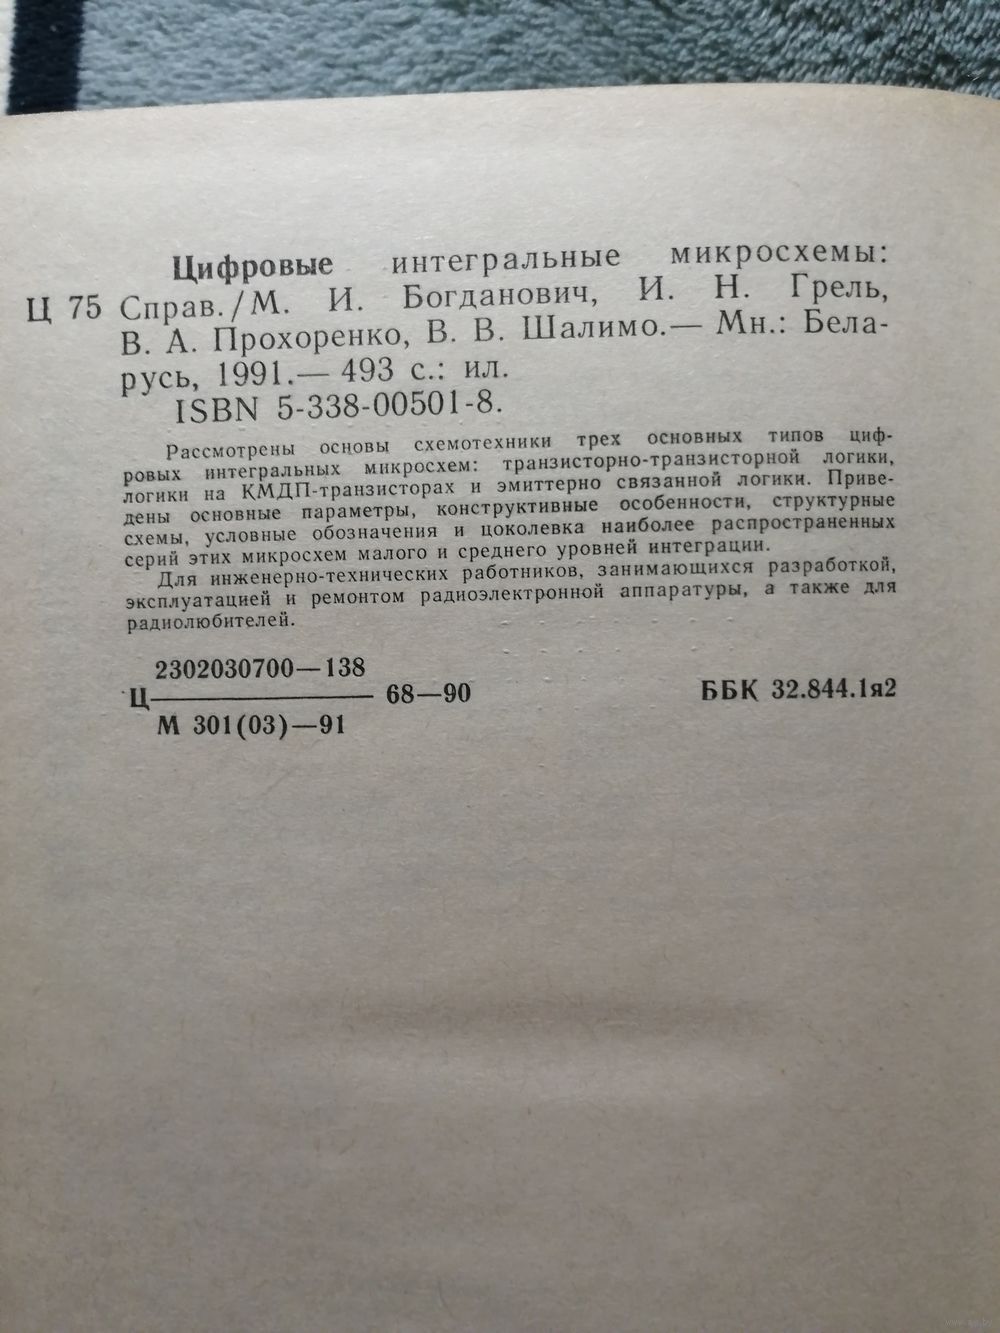 Цифровые интегральные микросхемы:
Ц 75 Справ./М. И. Богданович, И. Н. Грель,
В. А. Прохоренко, В. В. Шалимо.— Мн.: Бела-
русь, 1991.— 493 с.: ил.
ISBN 5-338-00501-8.
Рассмотрены основы схемотехники трех основных типов циф-
ровых интегральных микросхем: транзисторно-транзисторной логики,
логики на КМДП-транзисторах и эмиттерно связанной логики. Приве-
дены основные параметры, конструктивные особенности, структурные
схемы, условные обозначения и цоколевка наиболее распространенных
серий этих микросхем малого и среднего уровней интеграции.
Для инженерно-технических работников, занимающихся разработкой,
эксплуатацией и ремонтом радиоэлектронной аппаратуры, а также для
радиолюбителей.
2302030700—138
Ц 68—90
М 301(03)—91
ББК 32.844.1я2